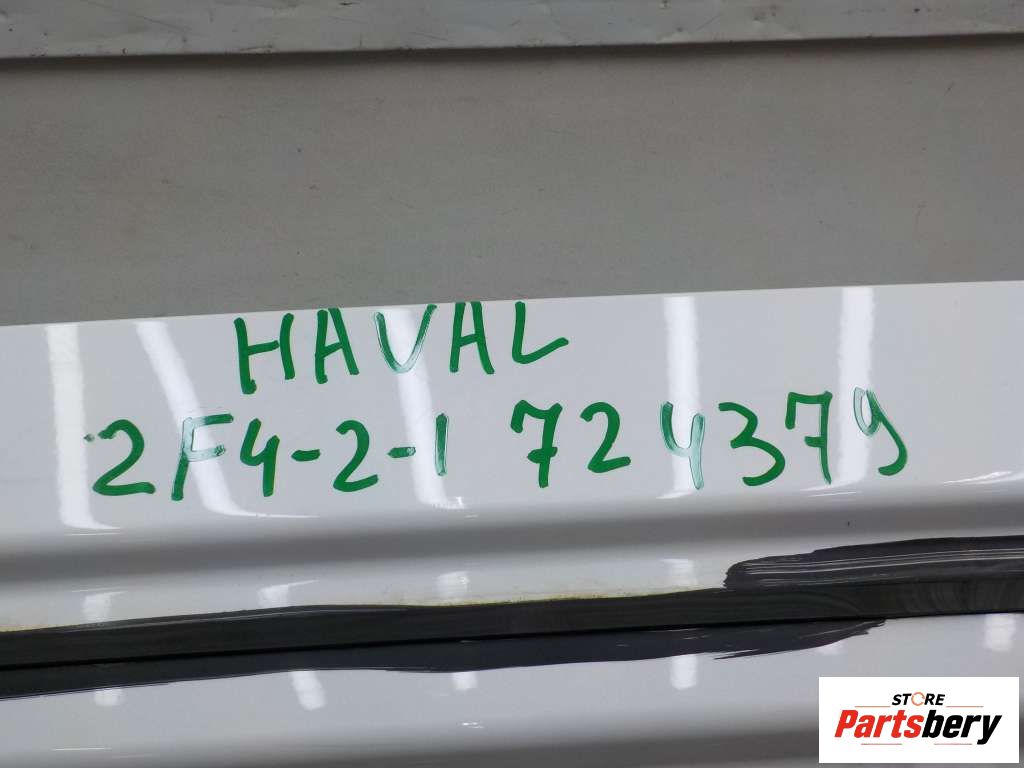 HAVAL
2F4-2-1 724379
STORE
Partsbery